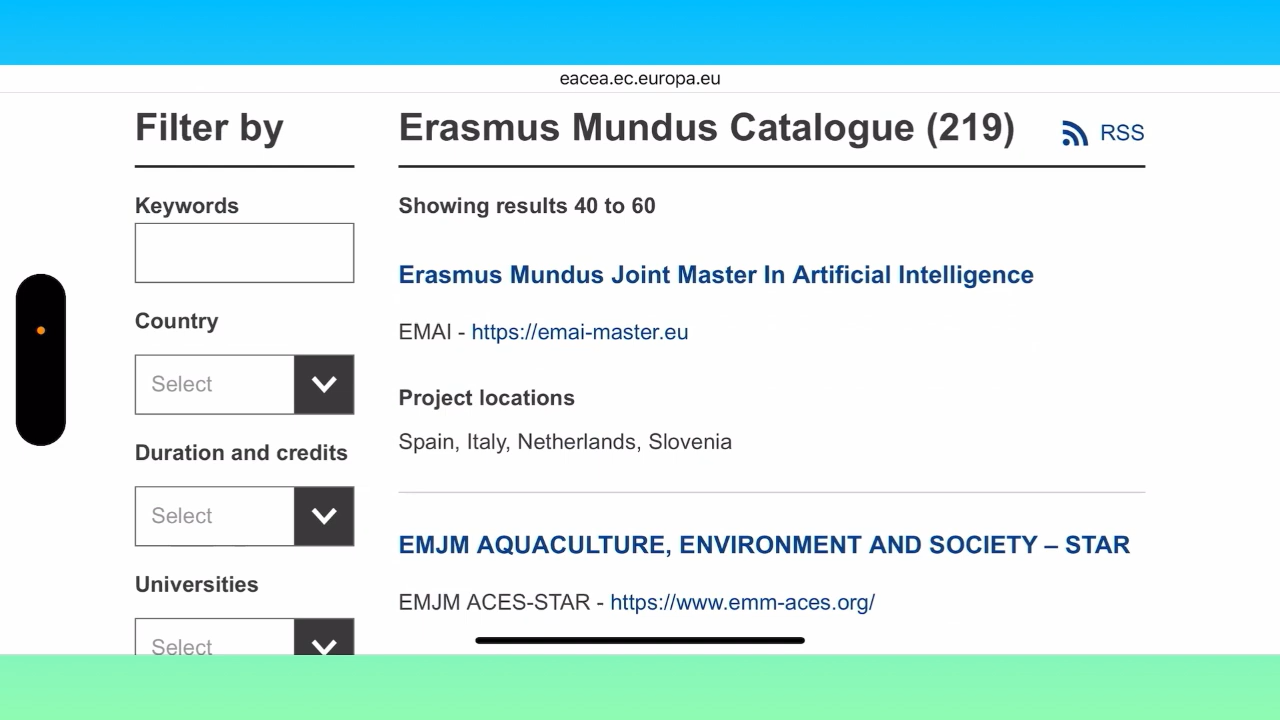 eacea.ec.europa.eu
Filter by
Keywords
Country
Select
Duration and credits
Select
Universities
Select
Erasmus Mundus Catalogue (219)
RSS
Showing results 40 to 60
Erasmus Mundus Joint Master In Artificial Intelligence
EMAI - https://emai-master.eu
Project locations
Spain, Italy, Netherlands, Slovenia
EMJM AQUACULTURE, ENVIRONMENT AND SOCIETY – STAR
EMJM ACES-STAR - https://www.emm-aces.org/